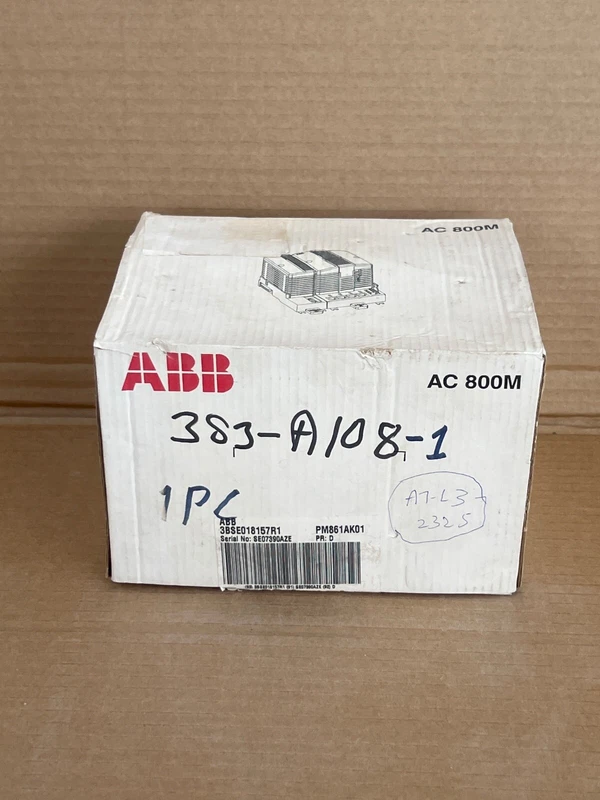 AC 800M
ABB
AC 800M
383-A108-1
1PC
A7-L3-
2325
ABB
3BSE018157R1 PM861AK01
Serial No: SE07390AZE PR: D